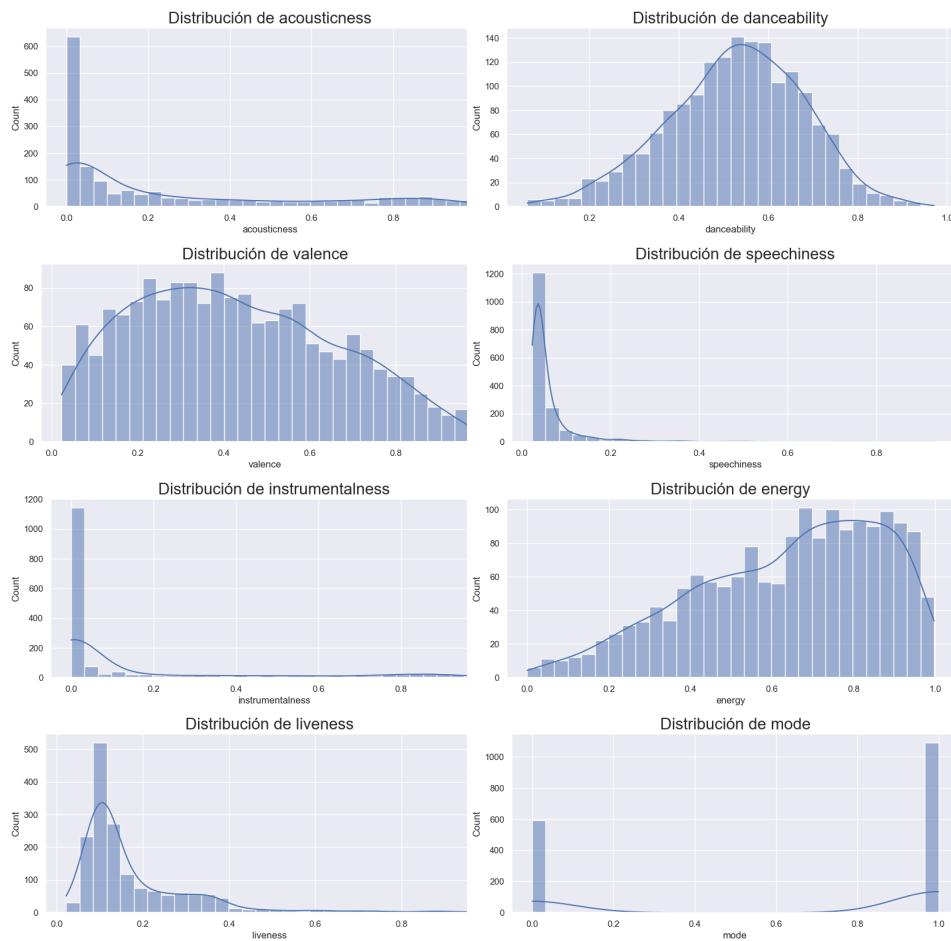 Distribución de acousticness
600
500
400
300
200
100
0
Count
0.0 0.2 0.4 0.6 0.8
acousticness
Distribución de danceability
140
120
100
80
60
40
20
0
Count
0.2 0.4 0.6 0.8 1.0
danceability
Distribución de valence
80
60
40
20
0
Count
0.0 0.2 0.4 0.6 0.8
valence
Distribución de speechiness
1200
1000
800
600
400
200
0
Count
0.2 0.4 0.6 0.8
speechiness
Distribución de instrumentalness
1200
1000
800
600
400
200
0
Count
0.0 0.2 0.4 0.6 0.8
instrumentalness
Distribución de energy
100
80
60
40
20
0
Count
0.0 0.2 0.4 0.6 0.8 1.0
energy
Distribución de liveness
500
400
300
200
100
0
Count
0.0 0.2 0.4 0.6 0.8
liveness
Distribución de mode
1000
800
600
400
200
0
Count
0.0 0.2 0.4 0.6 0.8 1.0
mode